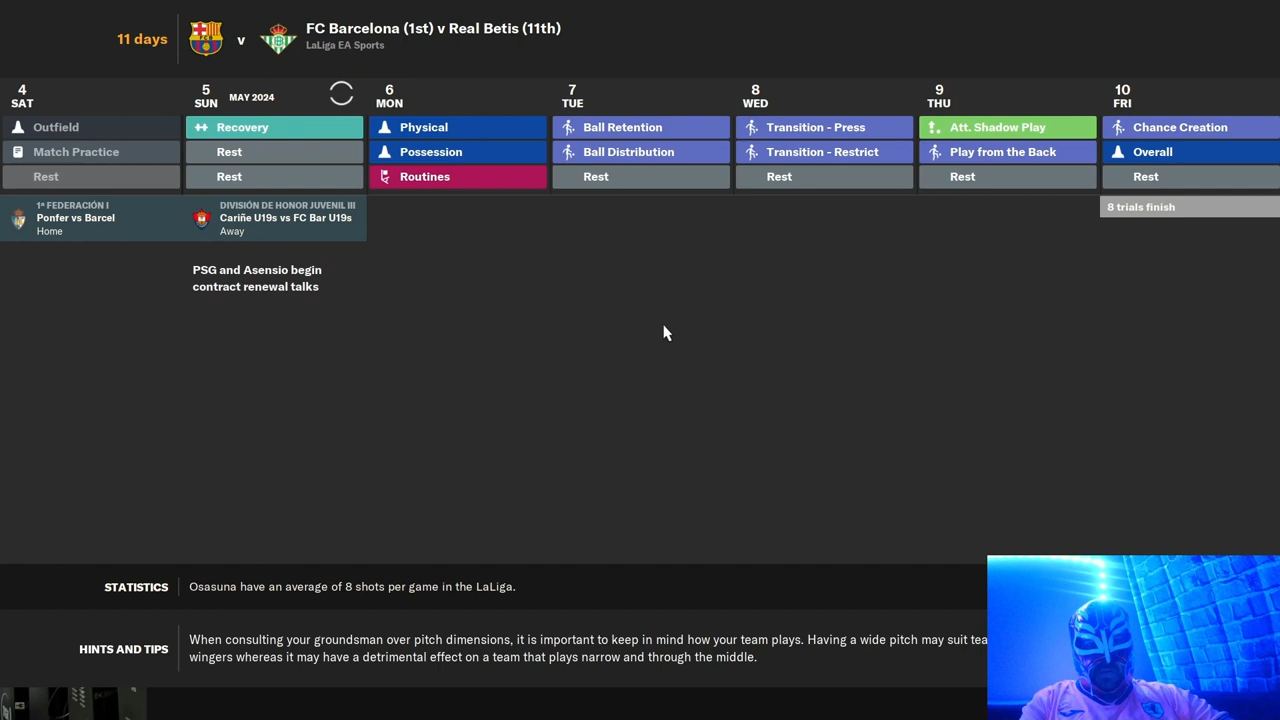 11 days
v
FC Barcelona (1st) v Real Betis (11th)
LaLiga EA Sports
4
SAT
5
SUN
MAY 2024
6
MON
7
TUE
8
WED
9
THU
10
FRI
Outfield
Recovery
Physical
Ball Retention
Transition - Press
Att. Shadow Play
Chance Creation
Match Practice
Rest
Possession
Ball Distribution
Transition - Restrict
Play from the Back
Overall
Rest
Rest
Routines
Rest
Rest
Rest
Rest
1ª FEDERACIÓN I
Ponfer vs Barcel
Home
DIVISIÓN DE HONOR JUVENIL III
Cariñe U19s vs FC Bar U19s
Away
8 trials finish
PSG and Asensio begin
contract renewal talks
STATISTICS
Osasuna have an average of 8 shots per game in the LaLiga.
HINTS AND TIPS
When consulting your groundsman over pitch dimensions, it is important to keep in mind how your team plays. Having a wide pitch may suit
wingers whereas it may have a detrimental effect on a team that plays narrow and through the middle.